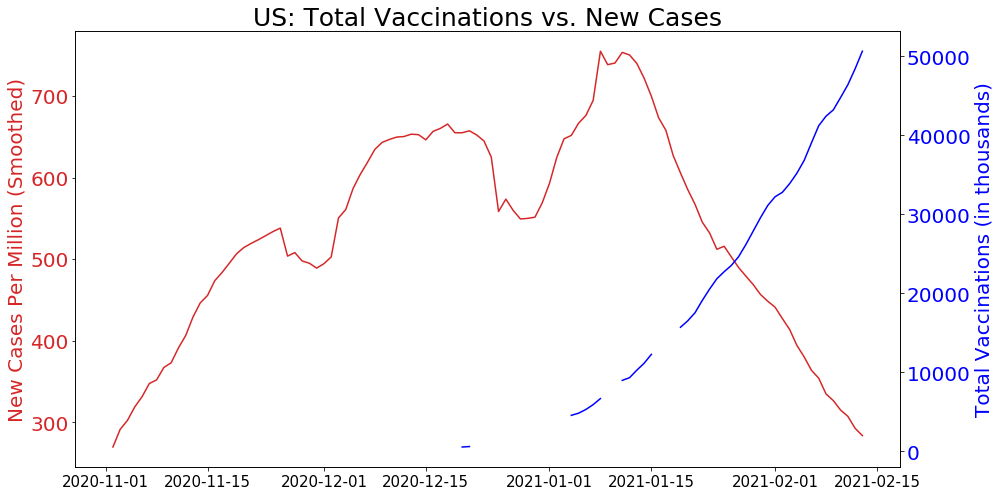 US: Total Vaccinations vs. New Cases
New Cases Per Million (Smoothed)
700
600
500
400
300
50000
40000
30000
20000
10000
0
Total Vaccinations (in thousands)
2020-11-01 2020-11-15 2020-12-01 2020-12-15 2021-01-01 2021-01-15 2021-02-01 2021-02-15